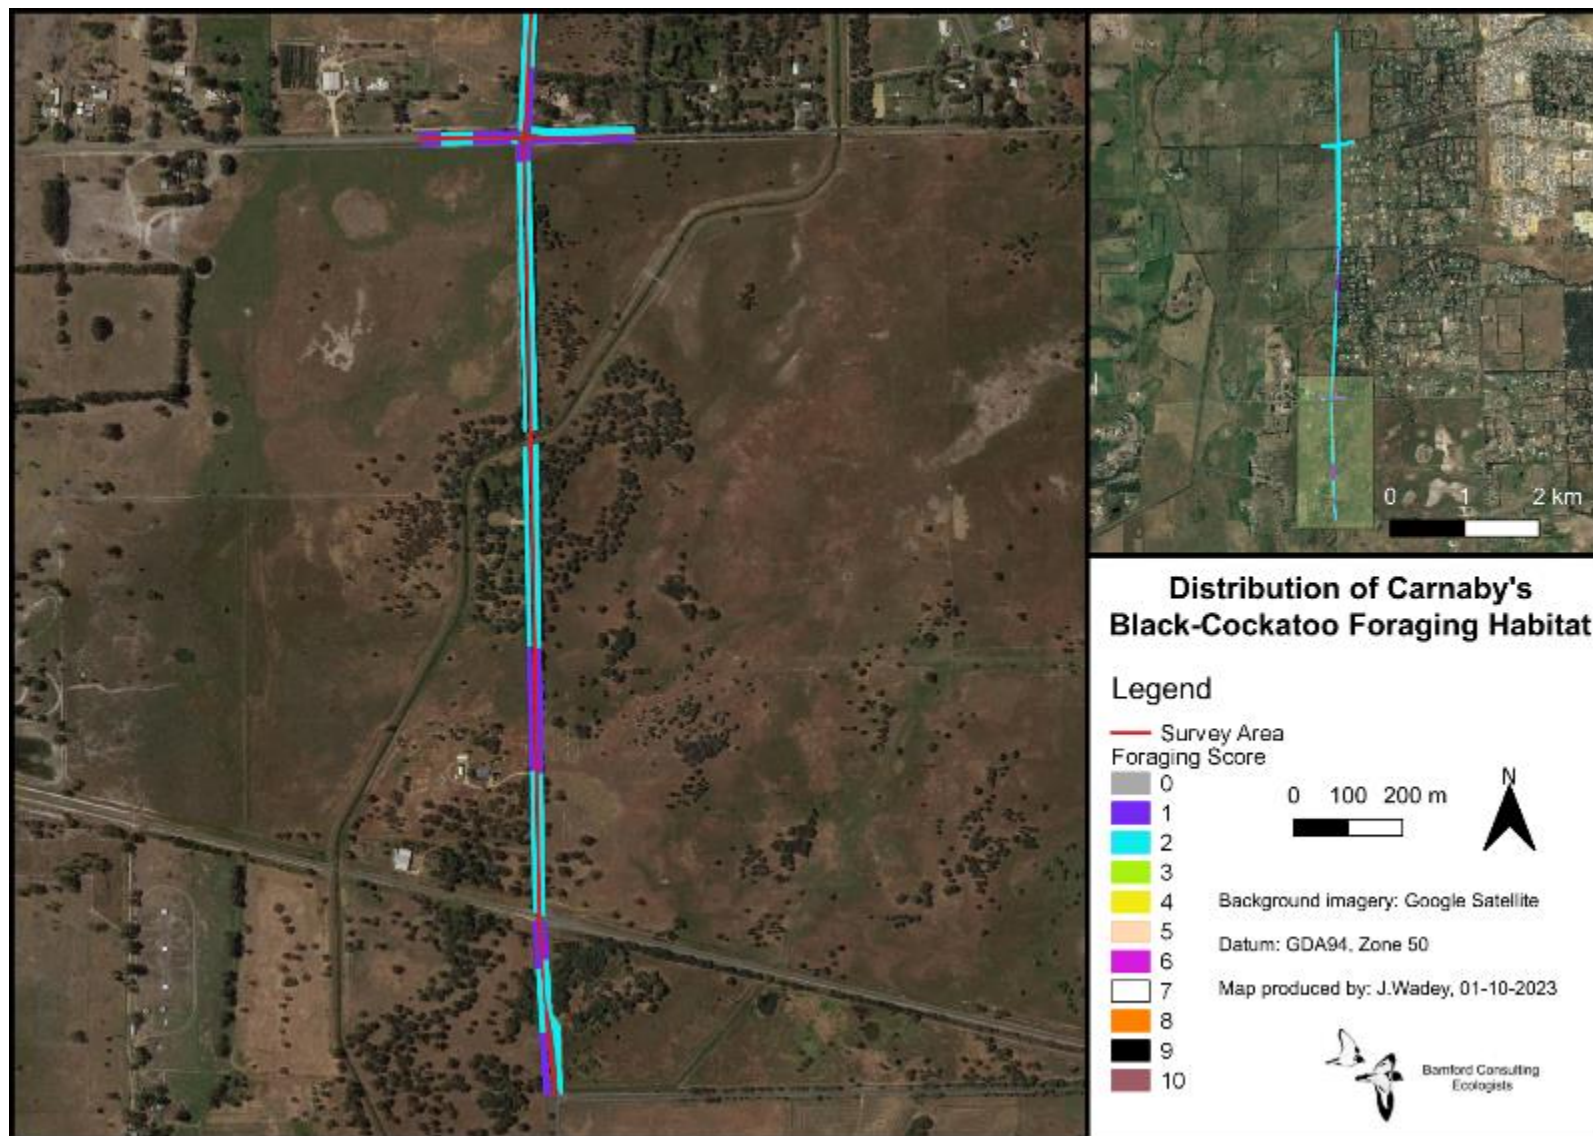 0 1 2 km
Distribution of Carnaby's
Black-Cockatoo Foraging Habitat
Legend
Survey Area
Foraging Score
0
1
2
3
4
5
6
7
8
9
10
0 100 200 m
N
Background imagery: Google Satellite
Datum: GDA94, Zone 50
Map produced by: J.Wadey, 01-10-2023
Bamford Consulting
Ecologists